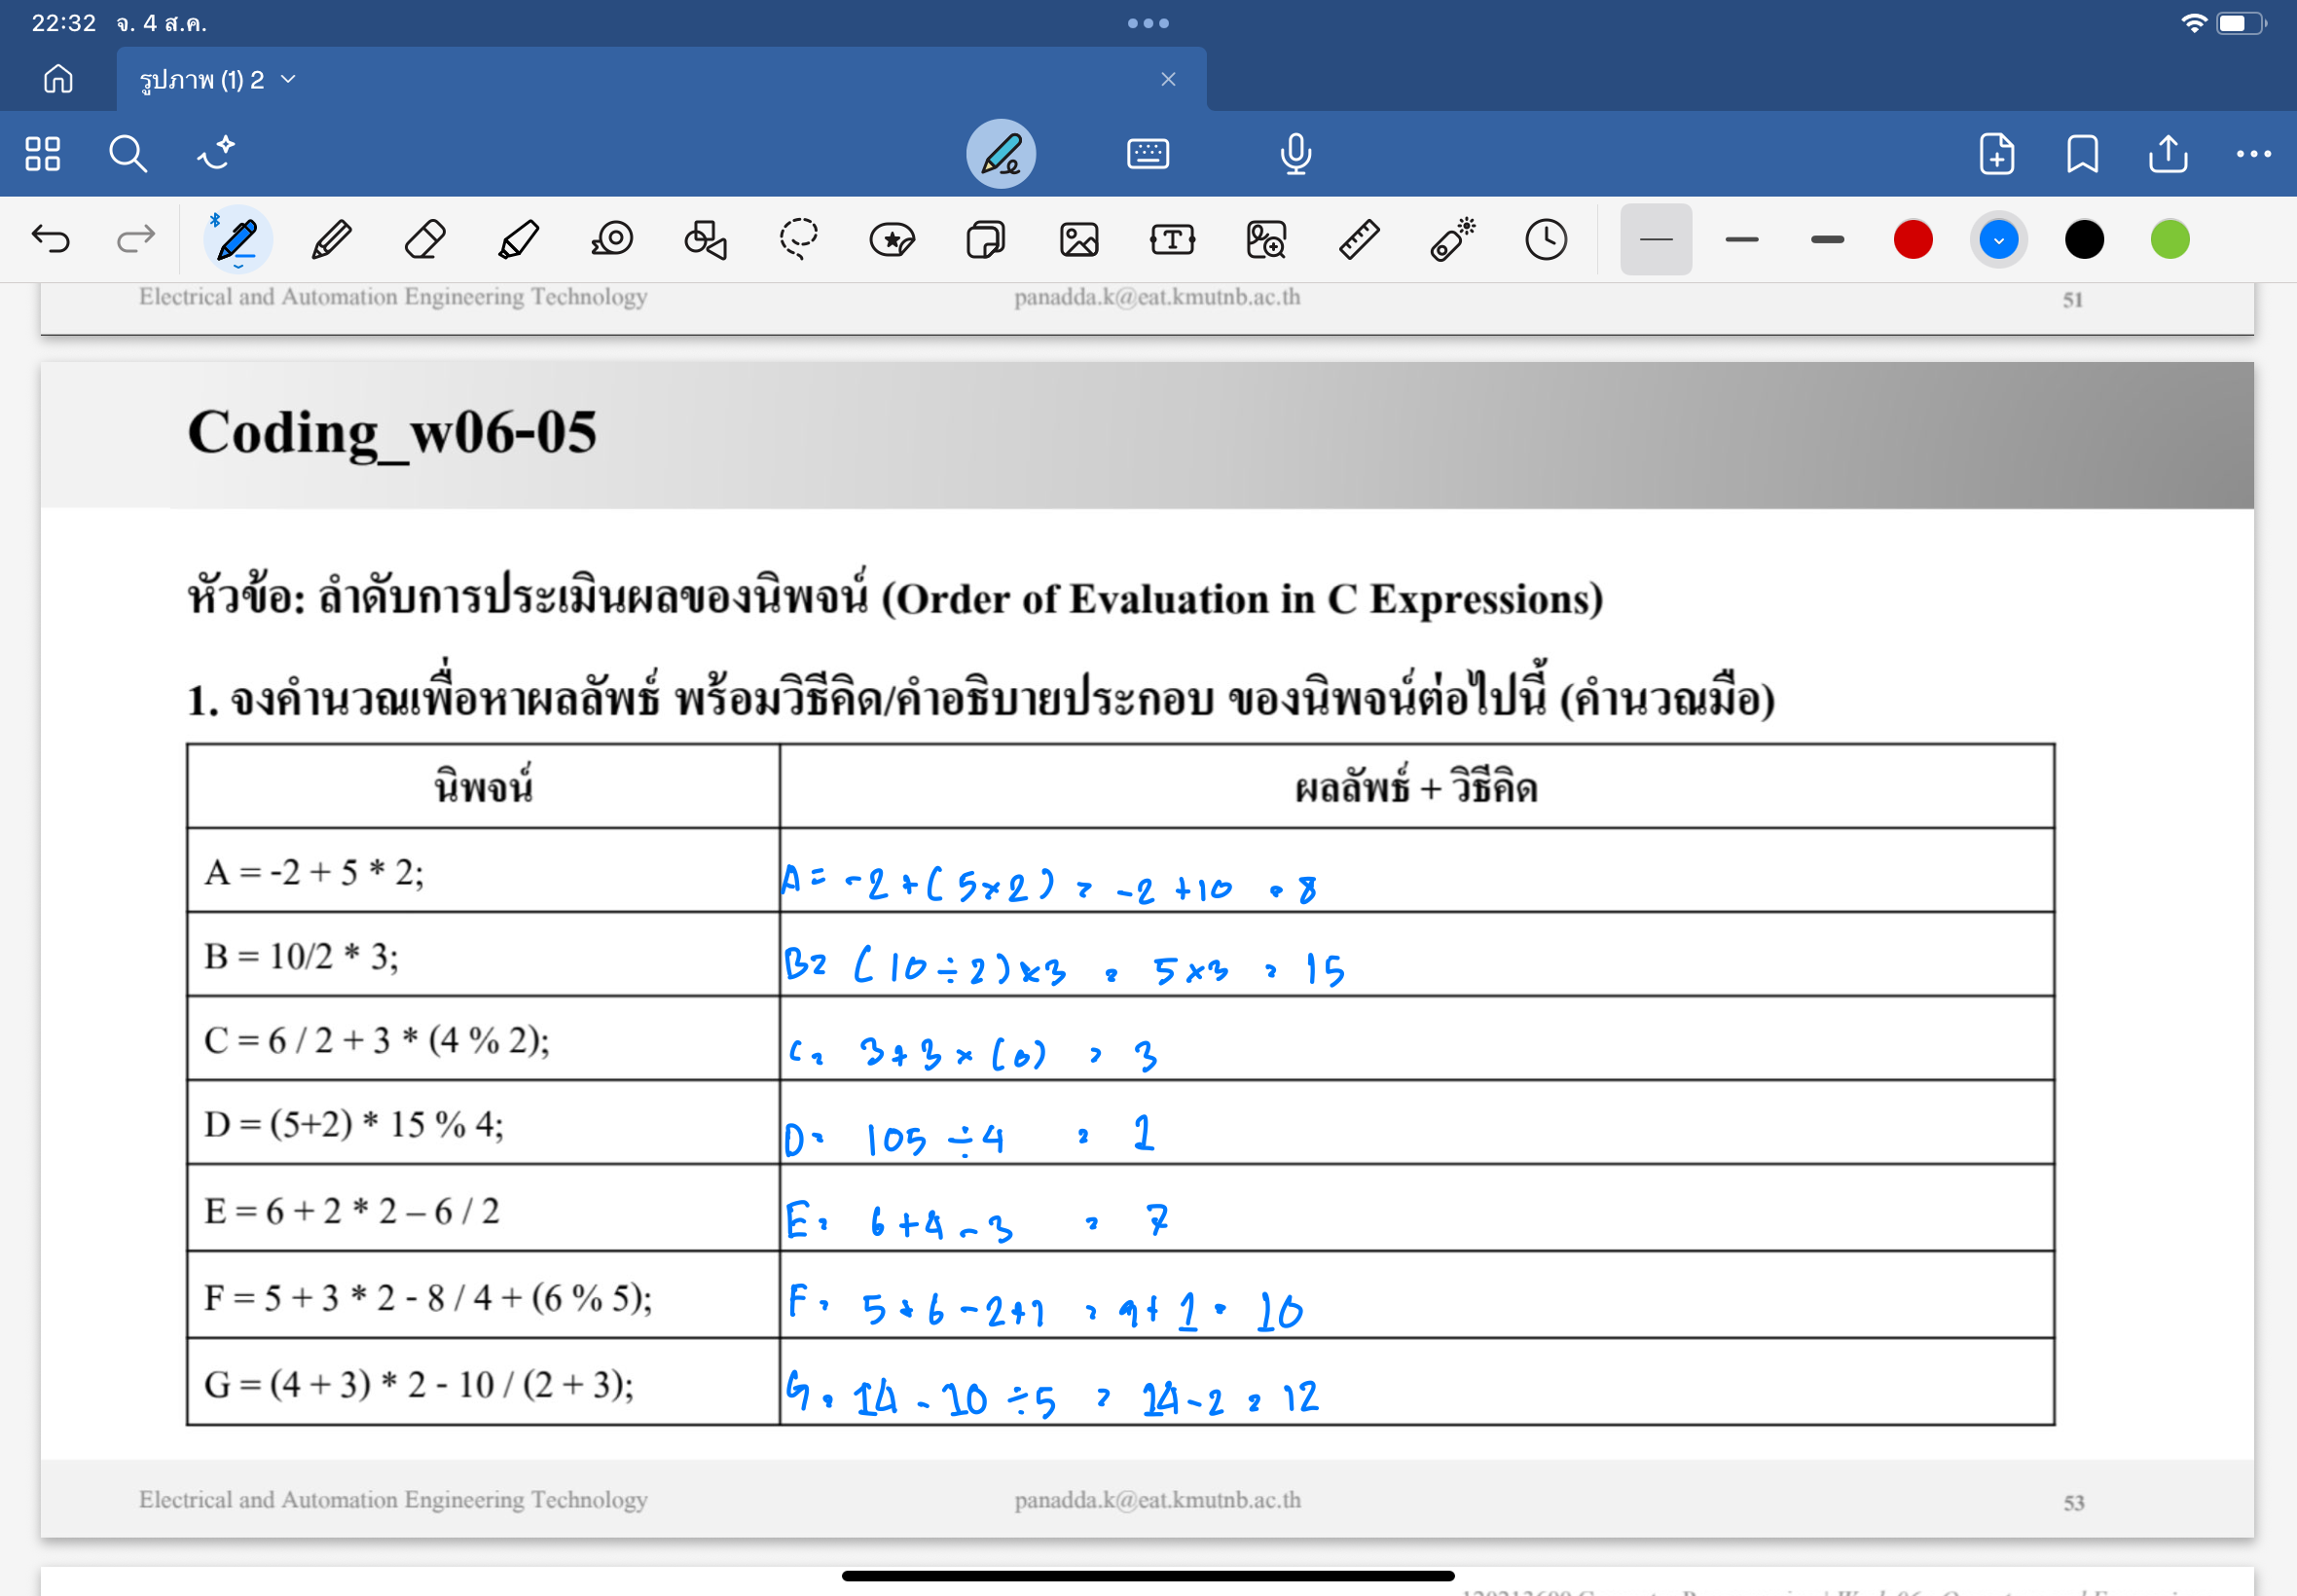 22:32 จ. 4 ส.ค.
รูปภาพ (1) 2
Electrical and Automation Engineering Technology panadda.k@eat.kmutnb.ac.th 51
Coding_w06-05
หัวข้อ: ลำดับการประเมินผลของนิพจน์ (Order of Evaluation in C Expressions)
1. จงคำนวณเพื่อหาผลลัพธ์ พร้อมวิธีคิด/คำอธิบายประกอบ ของนิพจน์ต่อไปนี้ (คำนวณมือ)
นิพจน์ ผลลัพธ์ + วิธีคิด
A = -2 + 5 * 2; A = -2 + (5×2) = -2 +10 = 8
B = 10/2 * 3; B = (10÷2)×3 = 5×3 = 15
C = 6 / 2 + 3 * (4 % 2); C = 3+3×(0) = 3
D = (5+2) * 15 % 4; D = 105 ÷4 = 1
E = 6 + 2 * 2 – 6 / 2 E = 6+4-3 = 7
F = 5 + 3 * 2 - 8 / 4 + (6 % 5); F = 5+6-2+1 = 9+1 = 10
G = (4 + 3) * 2 - 10 / (2 + 3); G = 14 - 10 ÷5 = 14-2 = 12
Electrical and Automation Engineering Technology panadda.k@eat.kmutnb.ac.th 53